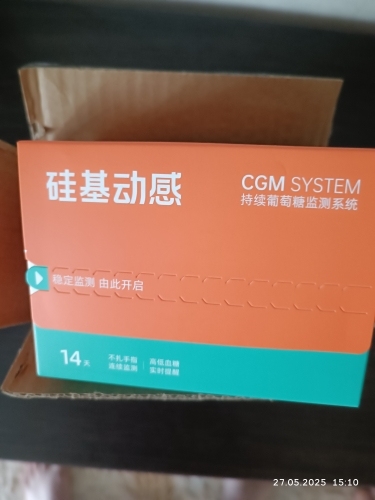 硅基动感
CGM SYSTEM
持续葡萄糖监测系统
稳定监测 由此开启
14天
不扎手指
连续监测
高低血糖
实时提醒
27.05.2025 15:10